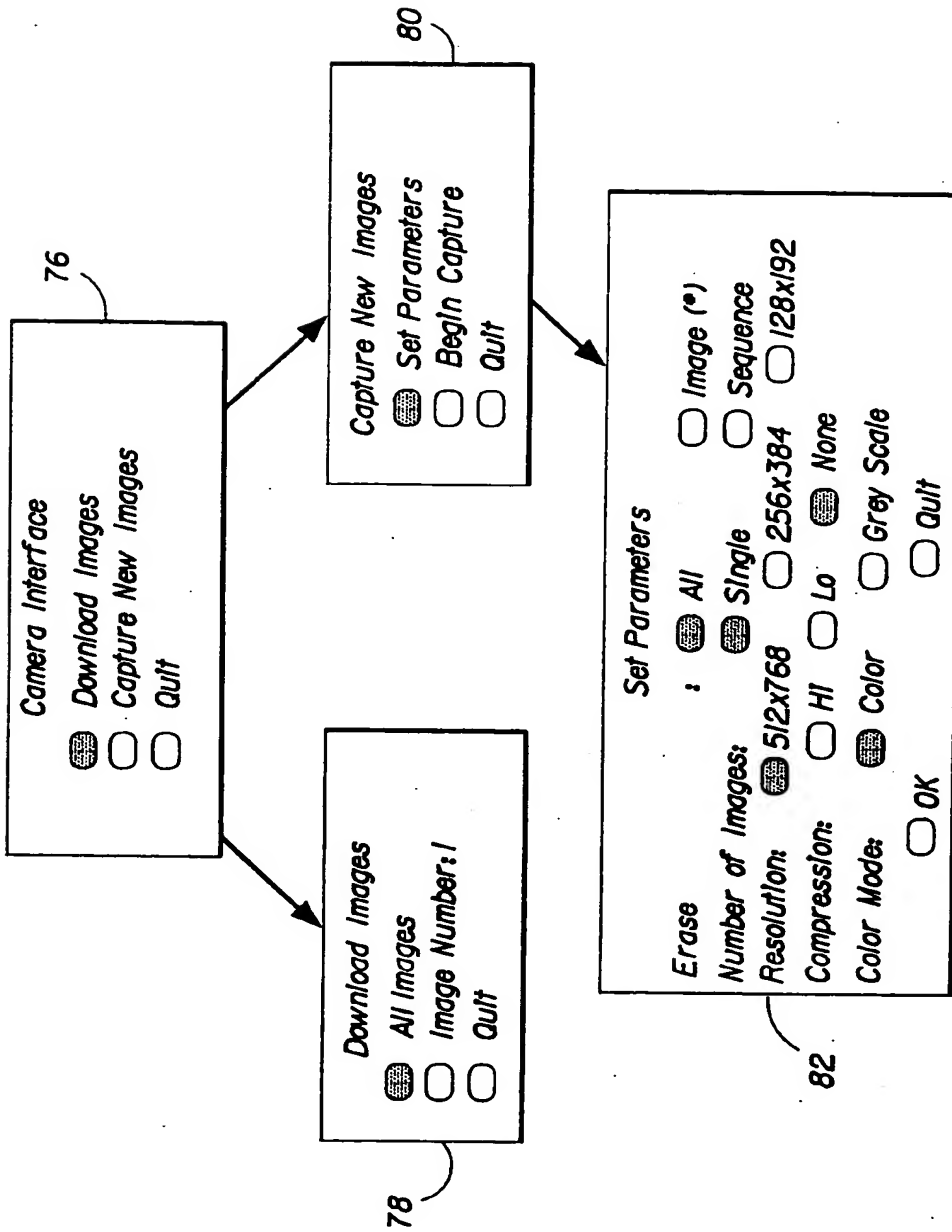 Camera Interface
Download Images
Capture New Images
Quit
76
Download Images
All Images
Image Number: 1
Quit
78
Capture New Images
Set Parameters
Begin Capture
Quit
80
Set Parameters
Erase : All Image (*)
Number of Images: Single Sequence
Resolution: 512x768 256x384 128x192
Compression: HI Lo None
Color Mode: Color Grey Scale
OK Quit
82